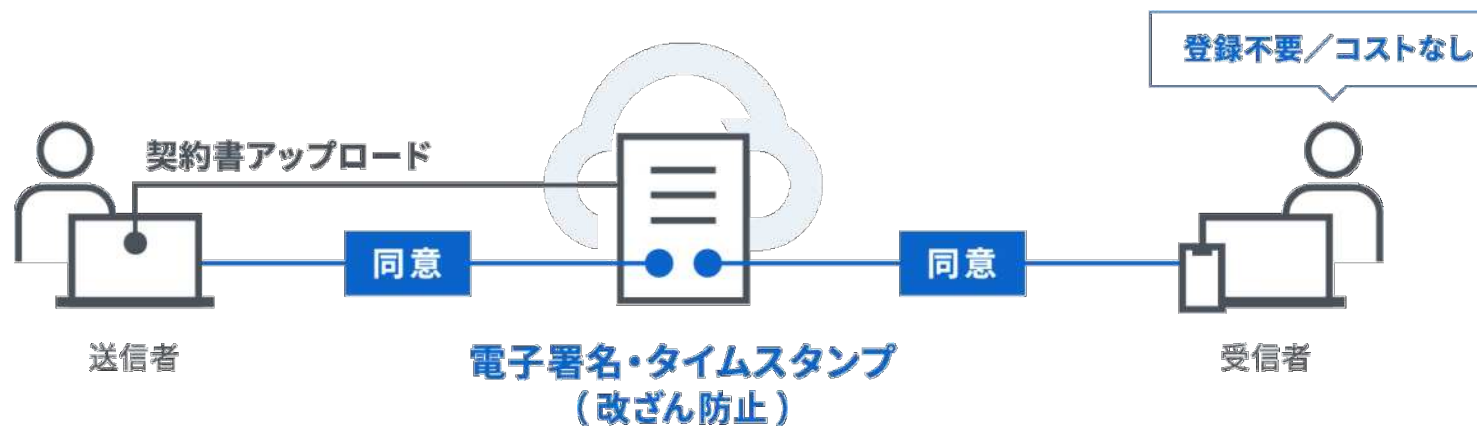 登録不要／コストなし
契約書アップロード
同意
同意
送信者
電子署名・タイムスタンプ
(改ざん防止)
受信者